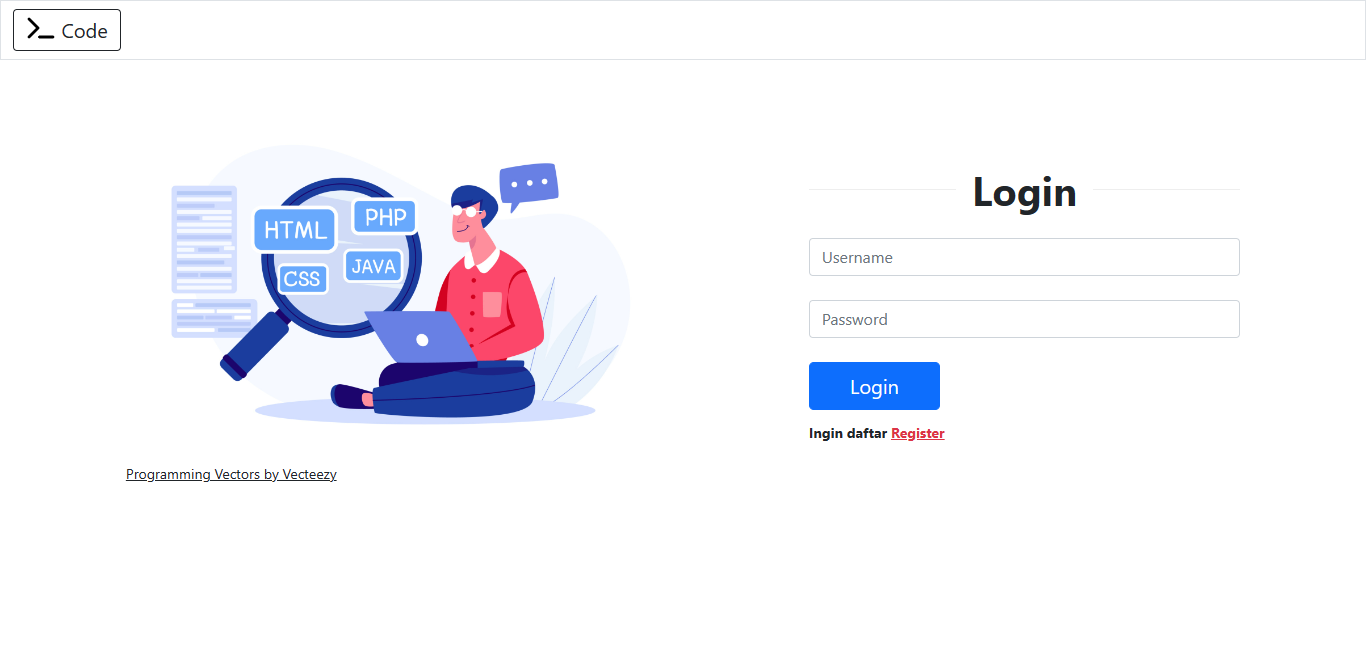 Code
HTML
PHP
CSS
JAVA
Programming Vectors by Vecteezy
Login
Username
Password
Login
Ingin daftar Register